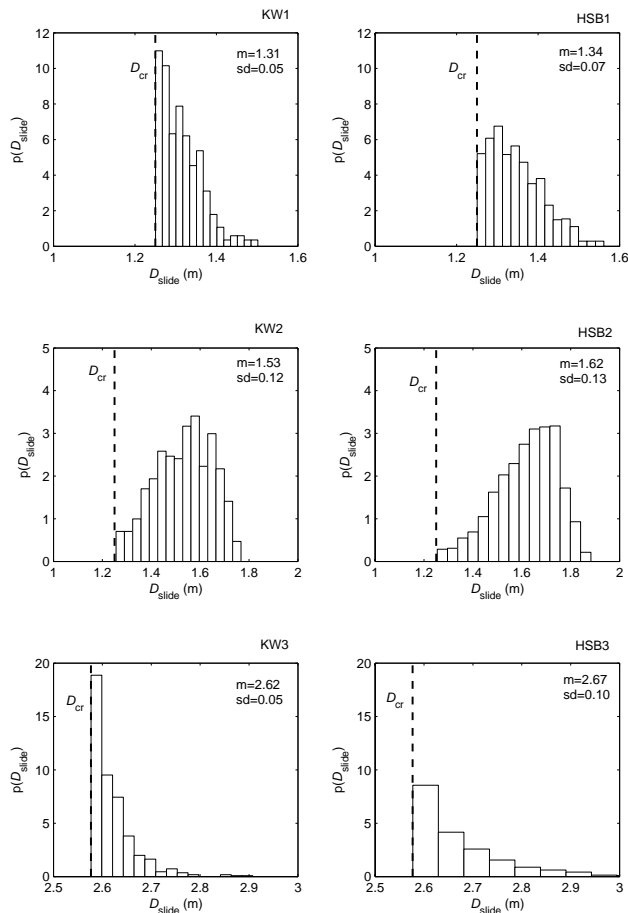 KW1
12
10
8
6
4
2
0
p(D_slide)
D_cr
m=1.31
sd=0.05
1 1.2 1.4 1.6
D_slide (m)
HSB1
12
10
8
6
4
2
0
p(D_slide)
D_cr
m=1.34
sd=0.07
1 1.2 1.4 1.6
D_slide (m)
KW2
5
4
3
2
1
0
p(D_slide)
D_cr
m=1.53
sd=0.12
1 1.2 1.4 1.6 1.8 2
D_slide (m)
HSB2
5
4
3
2
1
0
p(D_slide)
D_cr
m=1.62
sd=0.13
1 1.2 1.4 1.6 1.8 2
D_slide (m)
KW3
20
15
10
5
0
p(D_slide)
D_cr
m=2.62
sd=0.05
2.5 2.6 2.7 2.8 2.9 3
D_slide (m)
HSB3
20
15
10
5
0
p(D_slide)
D_cr
m=2.67
sd=0.10
2.5 2.6 2.7 2.8 2.9 3
D_slide (m)